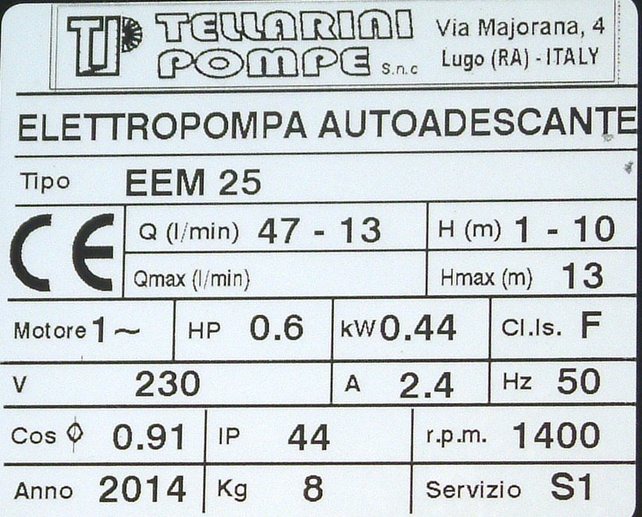 TP TELLARINI POMPE S.n.c
Via Majorana, 4
Lugo (RA) - ITALY
ELETTROPOMPA AUTOADESCANTE
Tipo EEM 25
CE Q (l/min) 47 - 13 H (m) 1 - 10
Qmax (l/min) Hmax (m) 13
Motore 1 ~ HP 0.6 kW 0.44 Cl.Is. F
V 230 A 2.4 Hz 50
Cos ϕ 0.91 IP 44 r.p.m. 1400
Anno 2014 Kg 8 Servizio S1